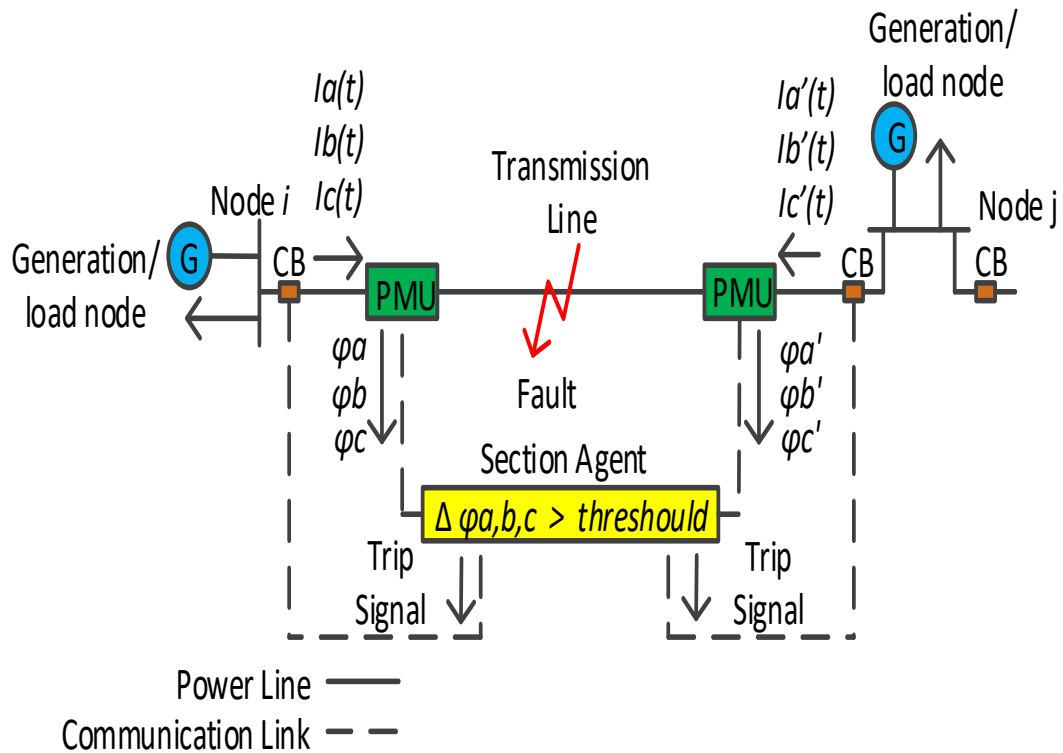 Generation/
load node
Ia(t)
Ib(t)
Ic(t)
Ia'(t)
Ib'(t)
Ic'(t)
G
Transmission
Line
Node i
Node j
G
Generation/
load node
CB
CB
CB
PMU
PMU
φa
φb
φc
φa'
φb'
φc'
Fault
Section Agent
Δ φa,b,c > threshould
Trip
Signal
Trip
Signal
Power Line
Communication Link